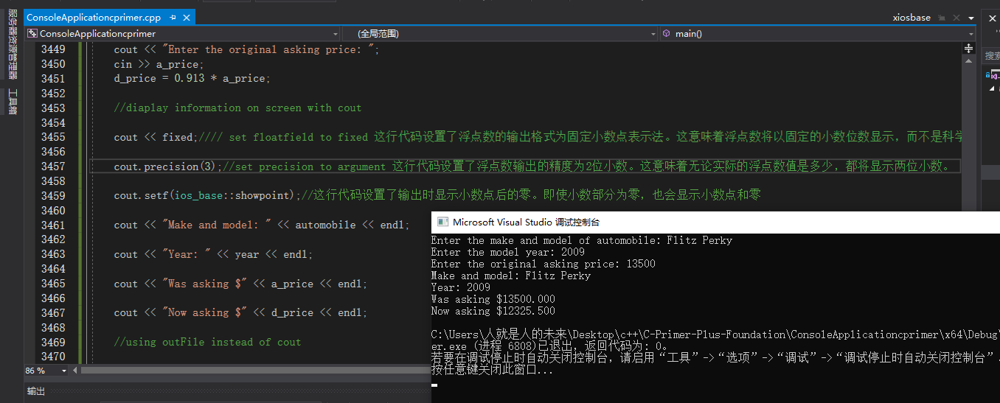 ConsoleApplicationcprimer.cpp
xiosbase
服务器资源管理器
工具箱
ConsoleApplicationcprimer
(全局范围)
main()
搜索
3449 cout << "Enter the original asking price: ";
3450 cin >> a_price;
3451 d_price = 0.913 * a_price;
3452
3453 //diaplay information on screen with cout
3454
3455 cout << fixed;//// set floatfield to fixed 这行代码设置了浮点数的输出格式为固定小数点表示法。这意味着浮点数将以固定的小数位数显示，而不是科学
3456
3457 cout.precision(3);//set precision to argument 这行代码设置了浮点数输出的精度为2位小数。这意味着无论实际的浮点数值是多少，都将显示两位小数。
3458
3459 cout.setf(ios_base::showpoint);//这行代码设置了输出时显示小数点后的零。即使小数部分为零，也会显示小数点和零
3460
3461 cout << "Make and model: " << automobile << endl;
3462
3463 cout << "Year: " << year << endl;
3464
3465 cout << "Was asking $" << a_price << endl;
3466
3467 cout << "Now asking $" << d_price << endl;
3468
3469 //using outFile instead of cout
3470
86 %
输出
Microsoft Visual Studio 调试控制台
Enter the make and model of automobile: Flitz Perky
Enter the model year: 2009
Enter the original asking price: 13500
Make and model: Flitz Perky
Year: 2009
Was asking $13500.000
Now asking $12325.500
C:\Users\人就是人的未来\Desktop\c++\C-Primer-Plus-Foundation\ConsoleApplicationcprimer\x64\Debug\
er.exe (进程 6808)已退出，返回代码为: 0。
若要在调试停止时自动关闭控制台，请启用“工具”->“选项”->“调试”->“调试停止时自动关闭控制台”.
按任意键关闭此窗口...